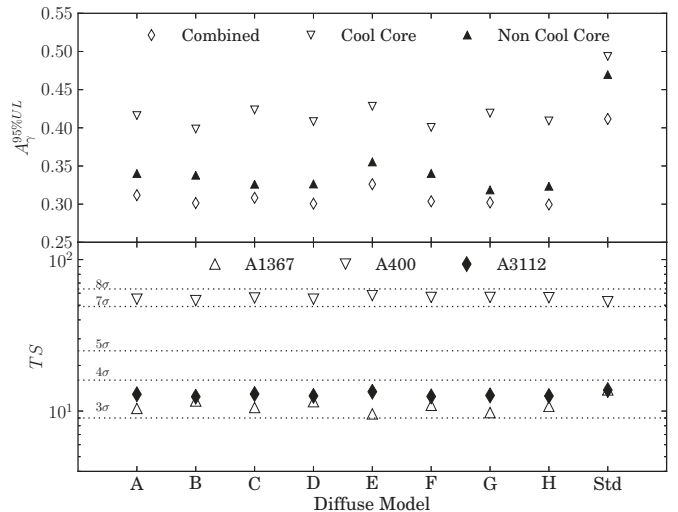 0.55
◊ Combined ▽ Cool Core ▲ Non Cool Core
0.50
0.45
A_γ^{95%UL}
0.40
0.35
0.30
0.25
△ A1367 ▽ A400 ♦ A3112
10^2
8σ
7σ
5σ
TS
4σ
3σ
10^1
A B C D E F G H Std
Diffuse Model